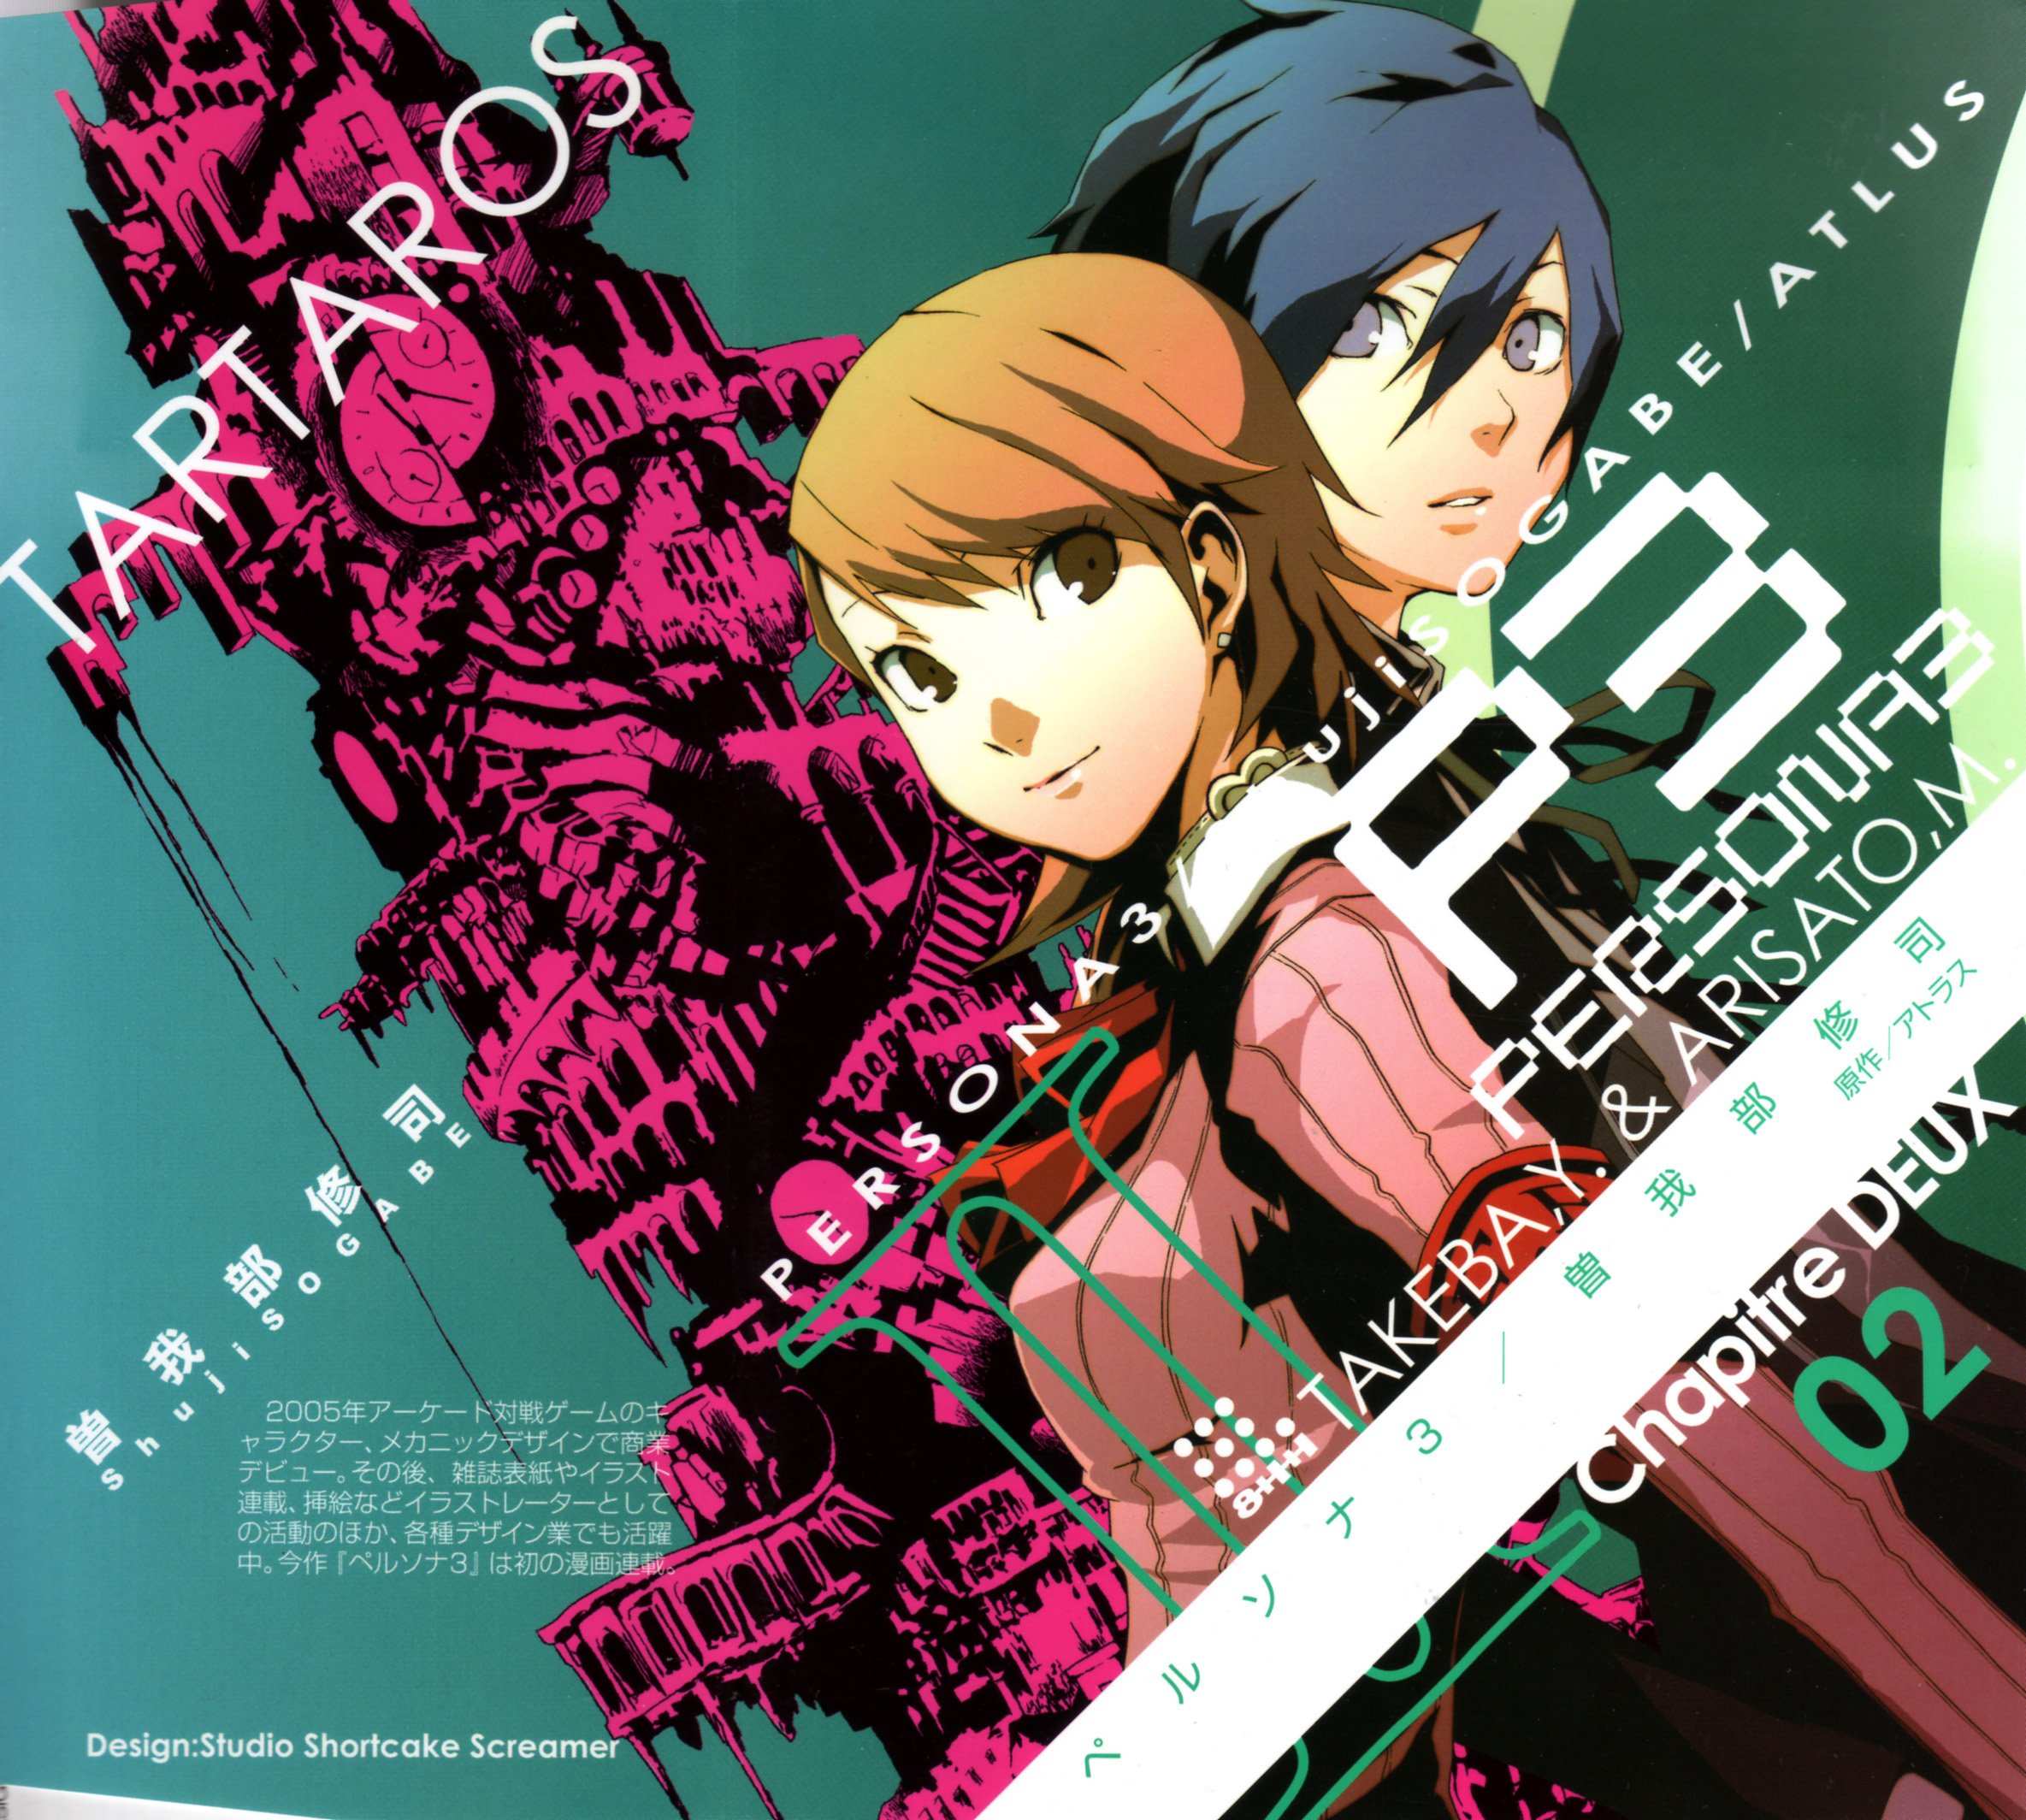 TARTAROS
曽我部修司
shuji SOGABE
　2005年アーケード対戦ゲームのキ
ャラクター、メカニックデザインで商業
デビュー。その後、雑誌表紙やイラスト
連載、挿絵などイラストレーターとして
の活動のほか、各種デザイン業でも活躍
中。今作『ペルソナ3』は初の漫画連載。
Design:Studio Shortcake Screamer
PERSONA3/shujiSOGABE/ATLUS
P3
PERSONA3
TAKEBA,Y. & ARISATO,M.
ペルソナ3／曽我部修司
原作／アトラス
Chapitre DEUX
02